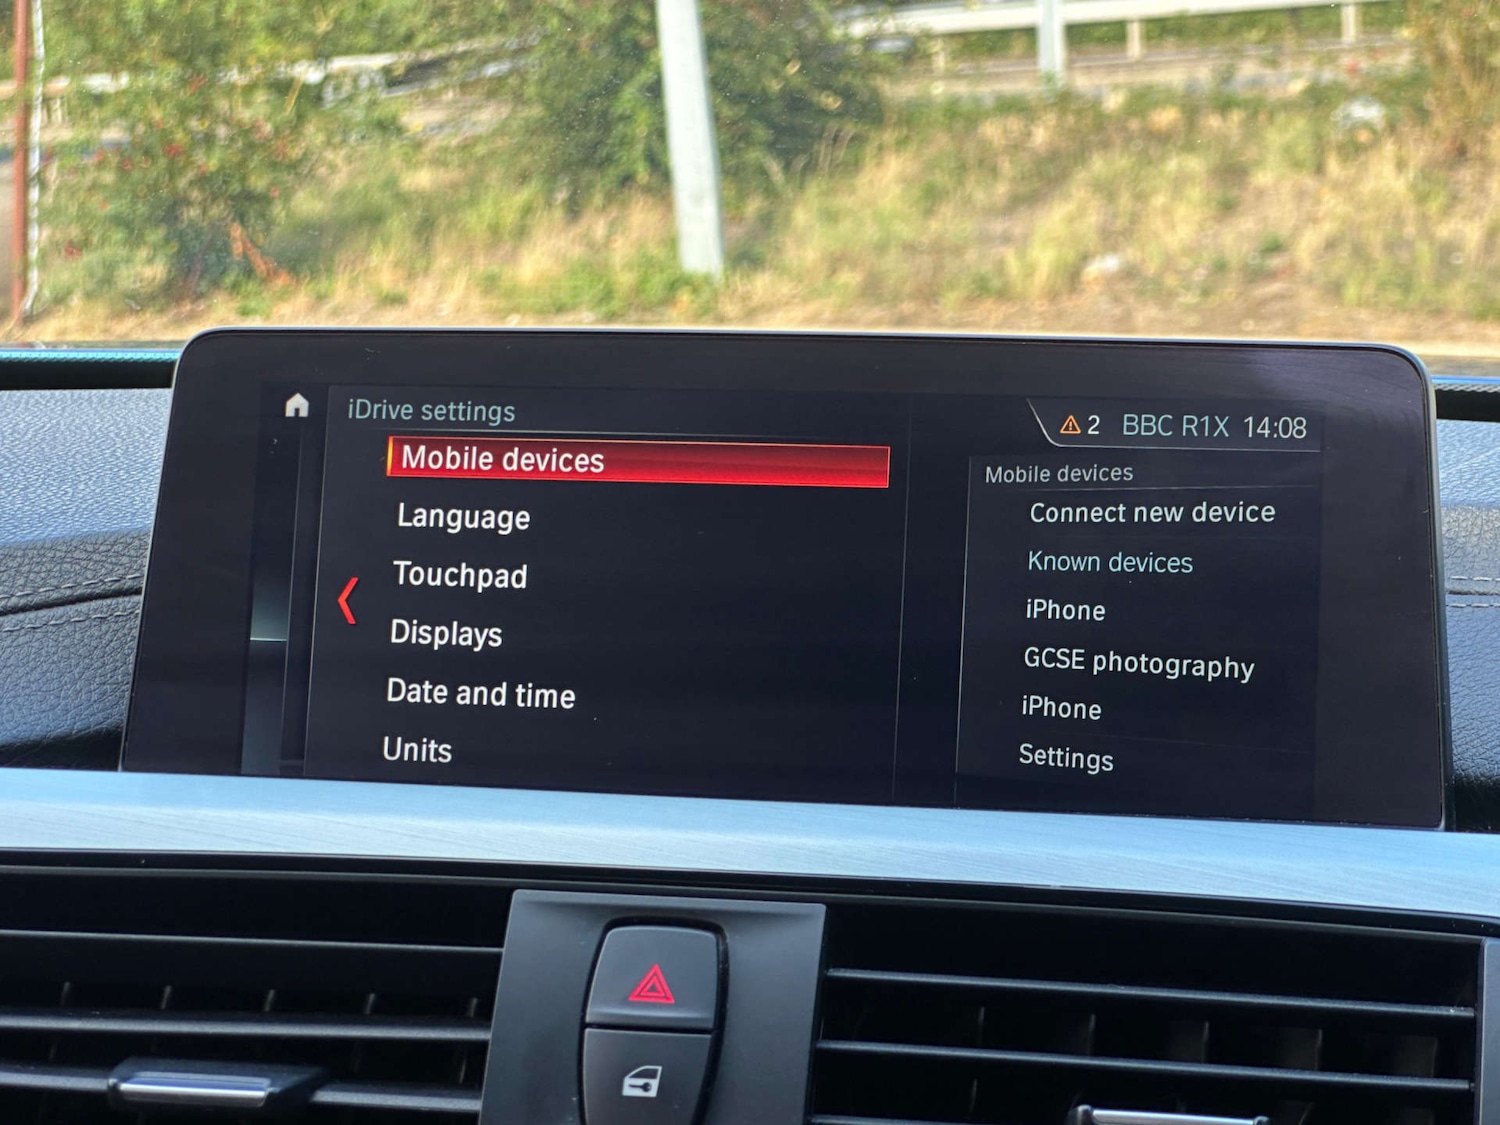 iDrive settings
2 BBC R1X 14:08
Mobile devices
Language
Touchpad
Displays
Date and time
Units
Mobile devices
Connect new device
Known devices
iPhone
GCSE photography
iPhone
Settings